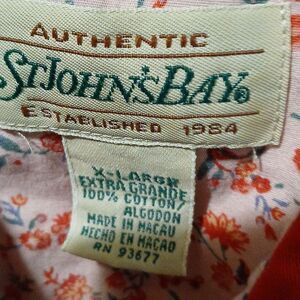 AUTHENTIC
ST JOHN'S BAY®
ESTABLISHED 1984
X-LARGE
EXTRA GRANDE
100% COTTON/
ALGODON
MADE IN MACAU
HECHO EN MACAO
RN 93677